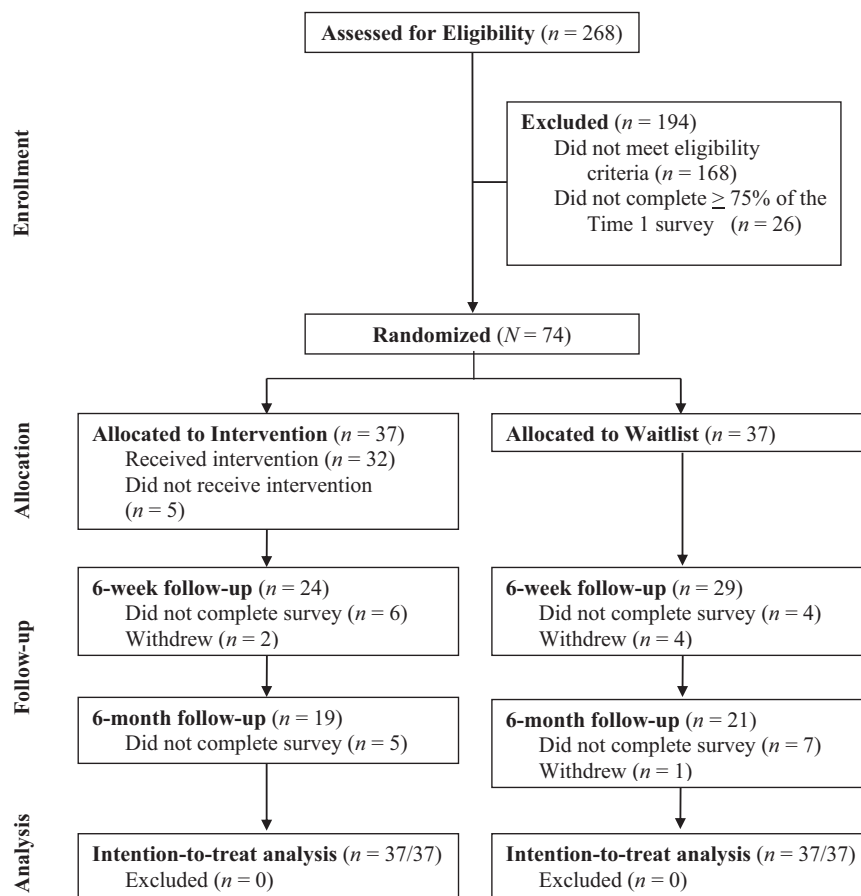 Assessed for Eligibility (n = 268)
Enrollment
Excluded (n = 194)
Did not meet eligibility
criteria (n = 168)
Did not complete ≥ 75% of the
Time 1 survey (n = 26)
Randomized (N = 74)
Allocation
Allocated to Intervention (n = 37)
Received intervention (n = 32)
Did not receive intervention
(n = 5)
Allocated to Waitlist (n = 37)
Follow-up
6-week follow-up (n = 24)
Did not complete survey (n = 6)
Withdrew (n = 2)
6-week follow-up (n = 29)
Did not complete survey (n = 4)
Withdrew (n = 4)
6-month follow-up (n = 19)
Did not complete survey (n = 5)
6-month follow-up (n = 21)
Did not complete survey (n = 7)
Withdrew (n = 1)
Analysis
Intention-to-treat analysis (n = 37/37)
Excluded (n = 0)
Intention-to-treat analysis (n = 37/37)
Excluded (n = 0)